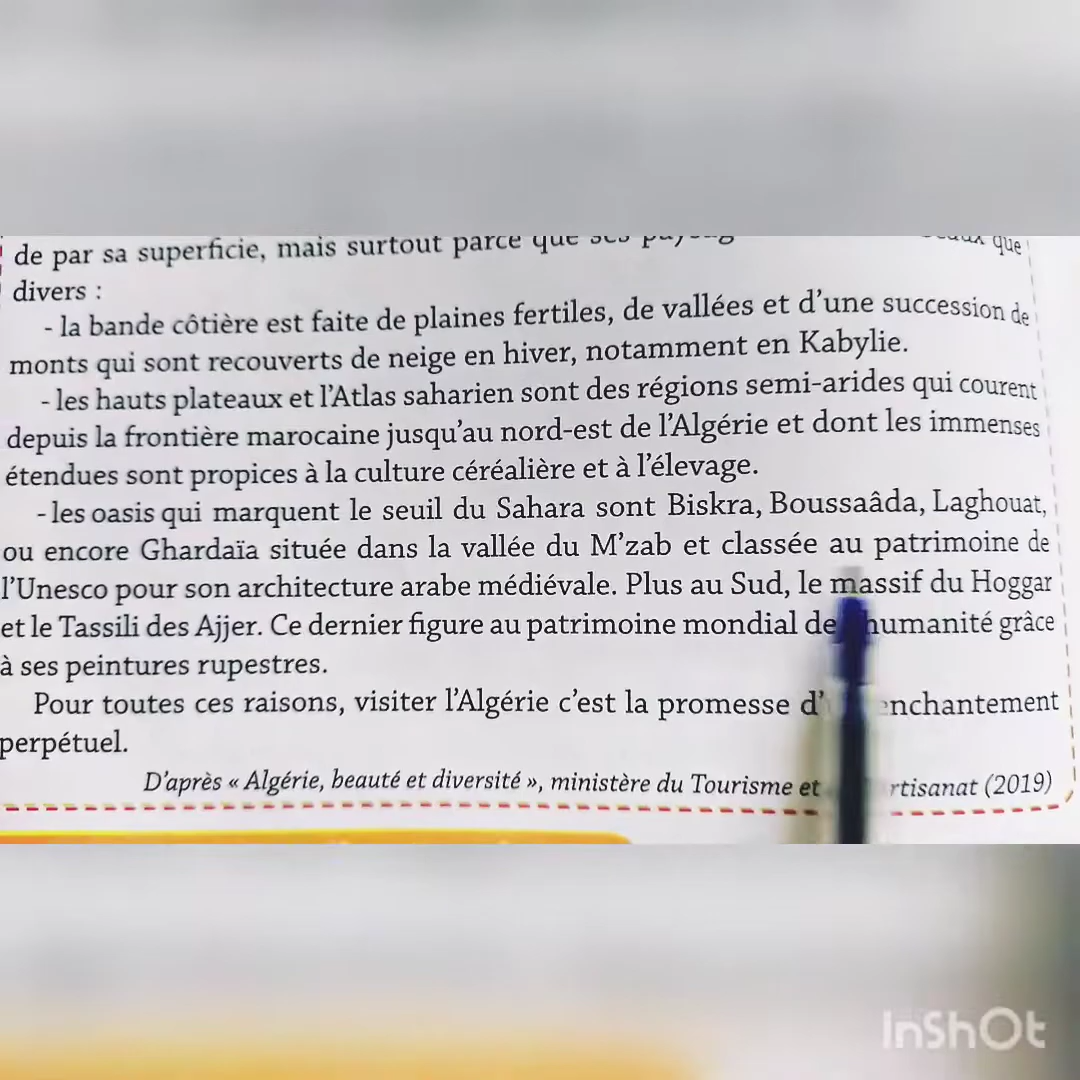 de par sa superficie, mais surtout parce que ses que
divers :
- la bande côtière est faite de plaines fertiles, de vallées et d'une succession de
monts qui sont recouverts de neige en hiver, notamment en Kabylie.
- les hauts plateaux et l'Atlas saharien sont des régions semi-arides qui courent
depuis la frontière marocaine jusqu'au nord-est de l'Algérie et dont les immenses
étendues sont propices à la culture céréalière et à l'élevage.
- les oasis qui marquent le seuil du Sahara sont Biskra, Boussaâda, Laghouat,
ou encore Ghardaïa située dans la vallée du M'zab et classée au patrimoine de
l'Unesco pour son architecture arabe médiévale. Plus au Sud, le massif du Hoggar
et le Tassili des Ajjer. Ce dernier figure au patrimoine mondial de humanité grâce
à ses peintures rupestres.
Pour toutes ces raisons, visiter l'Algérie c'est la promesse d' enchantement
perpétuel.
D'après « Algérie, beauté et diversité », ministère du Tourisme et rtisanat (2019)
InShOt